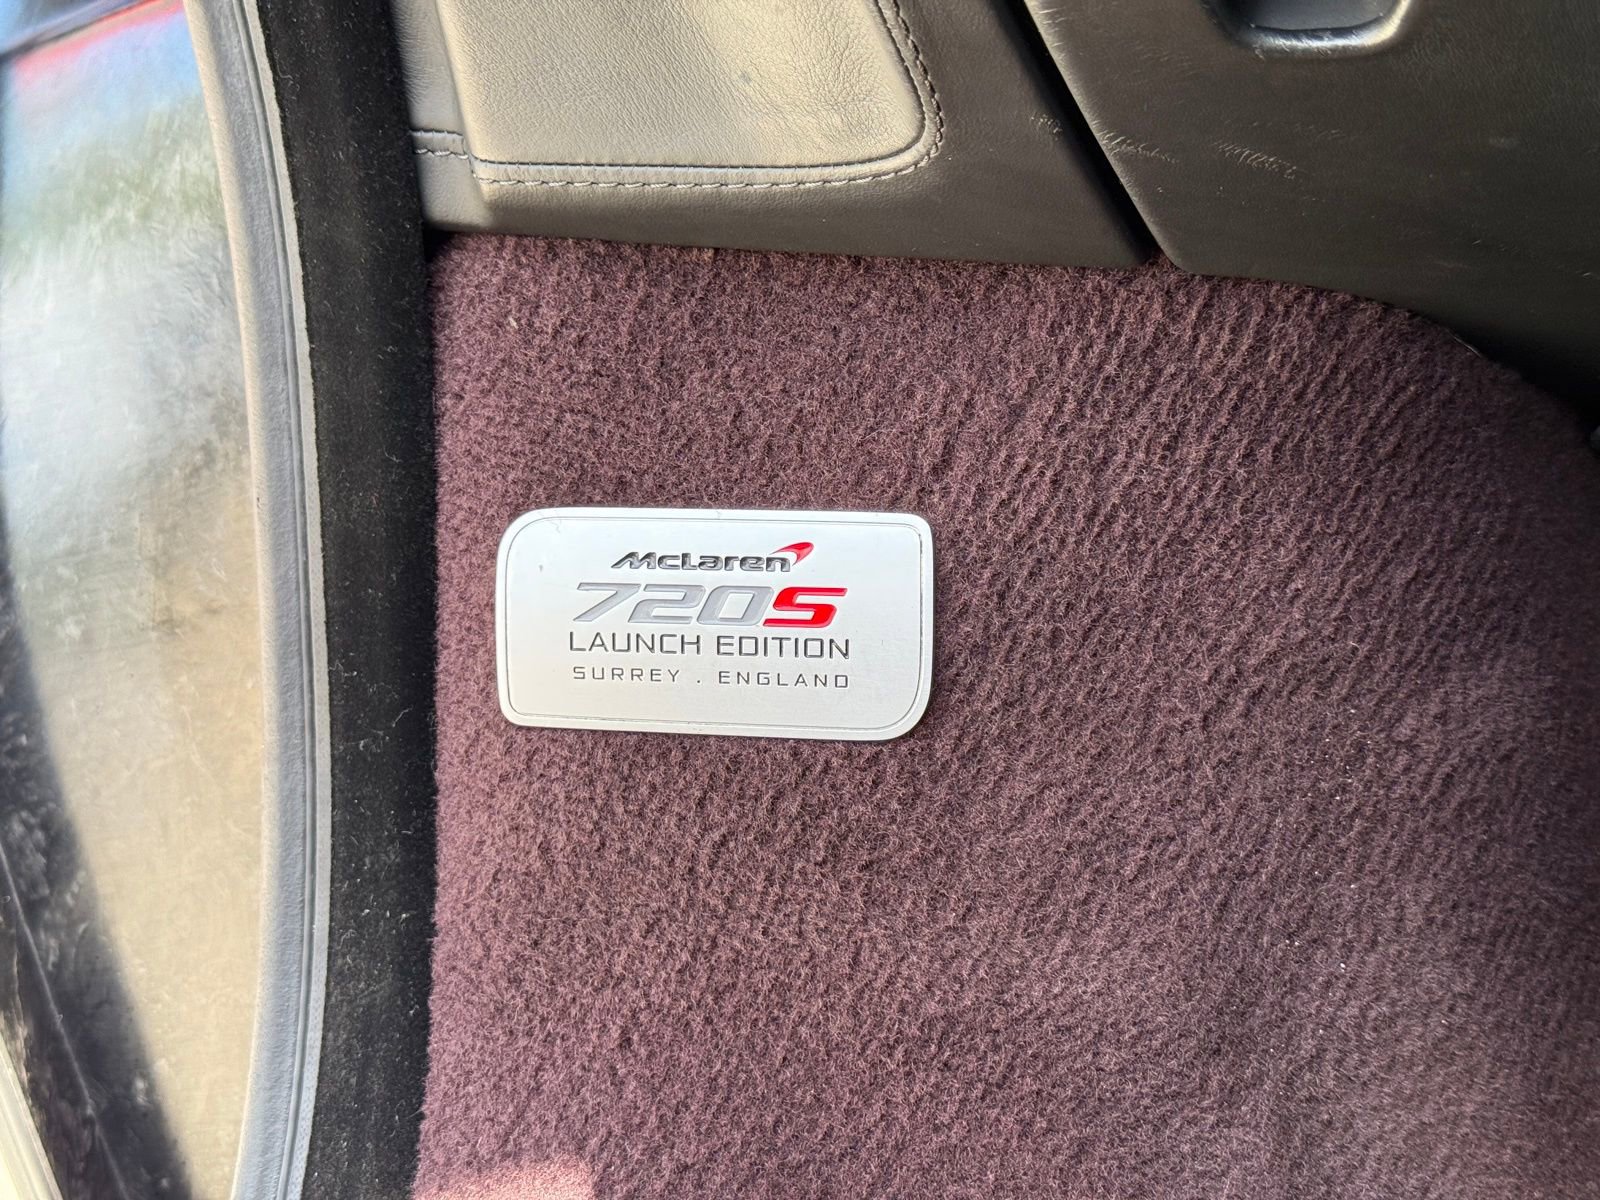 McLaren
720S
LAUNCH EDITION
SURREY . ENGLAND